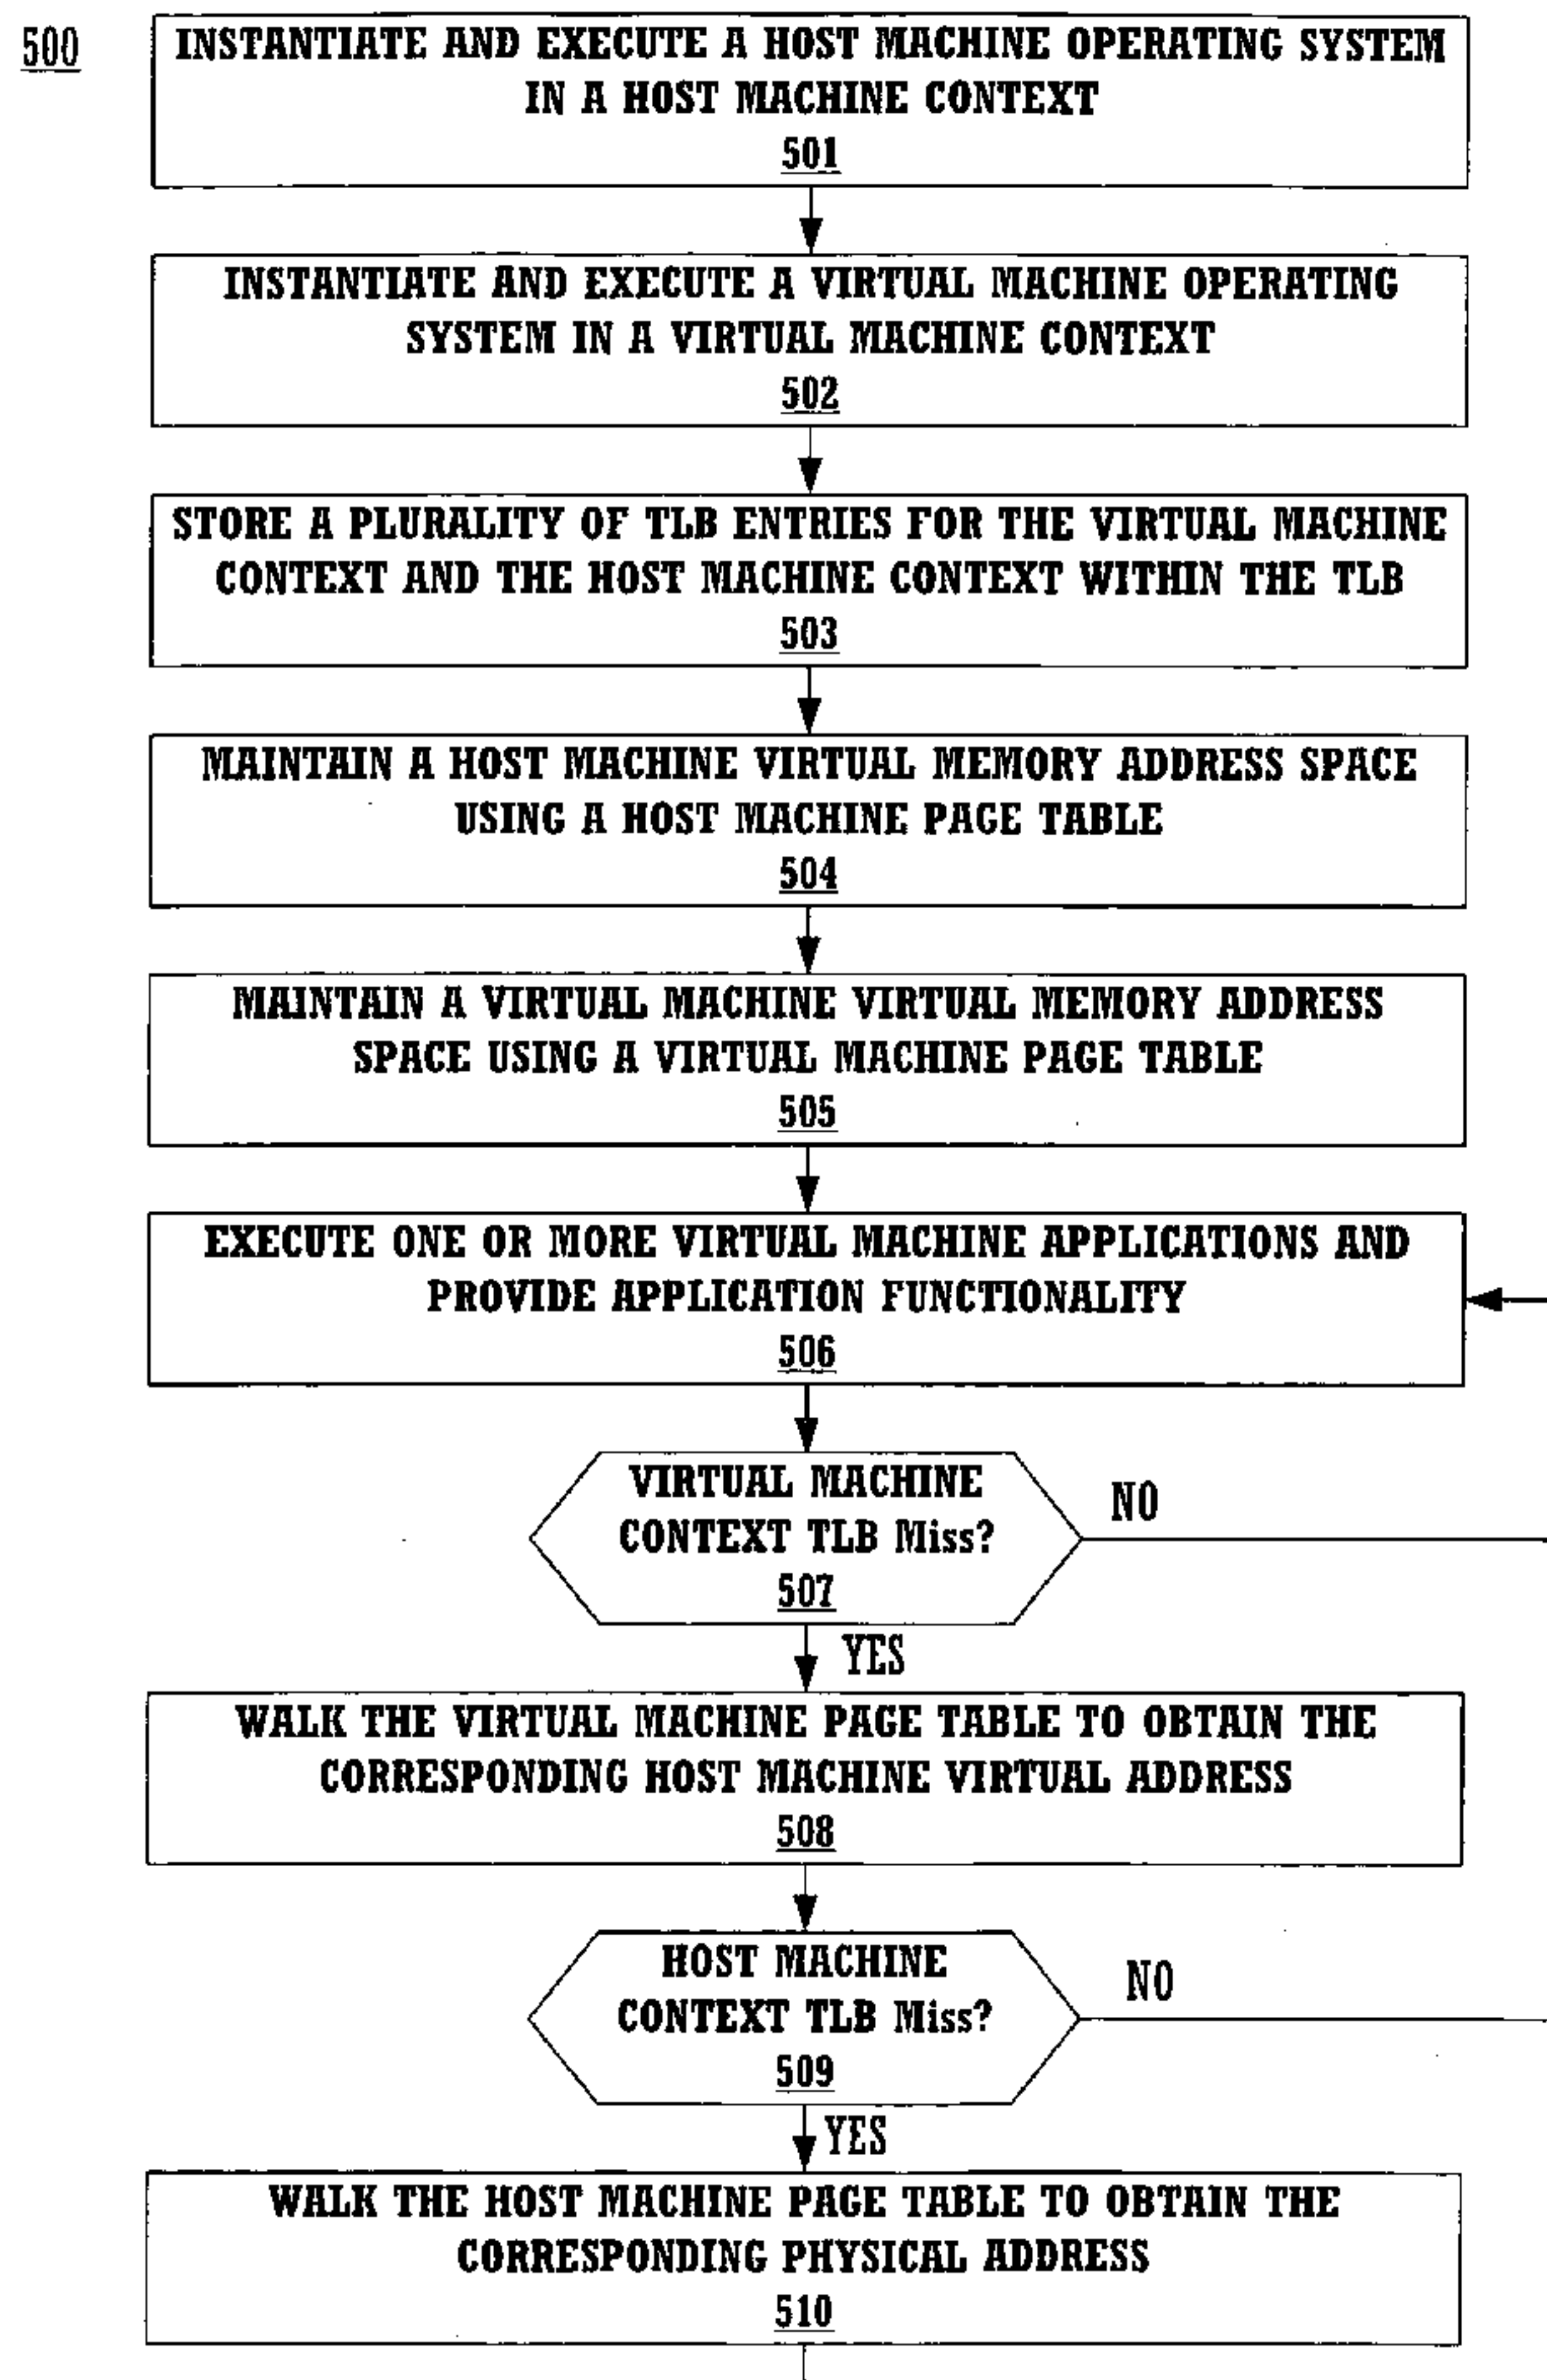 500
INSTANTIATE AND EXECUTE A HOST MACHINE OPERATING SYSTEM
IN A HOST MACHINE CONTEXT
501
INSTANTIATE AND EXECUTE A VIRTUAL MACHINE OPERATING
SYSTEM IN A VIRTUAL MACHINE CONTEXT
502
STORE A PLURALITY OF TLB ENTRIES FOR THE VIRTUAL MACHINE
CONTEXT AND THE HOST MACHINE CONTEXT WITHIN THE TLB
503
MAINTAIN A HOST MACHINE VIRTUAL MEMORY ADDRESS SPACE
USING A HOST MACHINE PAGE TABLE
504
MAINTAIN A VIRTUAL MACHINE VIRTUAL MEMORY ADDRESS
SPACE USING A VIRTUAL MACHINE PAGE TABLE
505
EXECUTE ONE OR MORE VIRTUAL MACHINE APPLICATIONS AND
PROVIDE APPLICATION FUNCTIONALITY
506
VIRTUAL MACHINE
CONTEXT TLB Miss?
507
NO
YES
WALK THE VIRTUAL MACHINE PAGE TABLE TO OBTAIN THE
CORRESPONDING HOST MACHINE VIRTUAL ADDRESS
508
HOST MACHINE
CONTEXT TLB Miss?
509
NO
YES
WALK THE HOST MACHINE PAGE TABLE TO OBTAIN THE
CORRESPONDING PHYSICAL ADDRESS
510